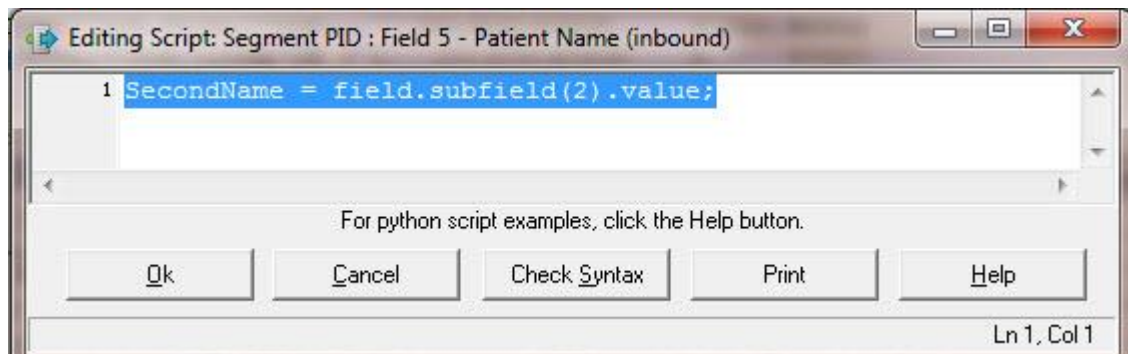 Editing Script: Segment PID : Field 5 - Patient Name (inbound)
X
1 SecondName = field.subfield(2).value;
For python script examples, click the Help button.
Ok Cancel Check Syntax Print Help
Ln 1, Col 1